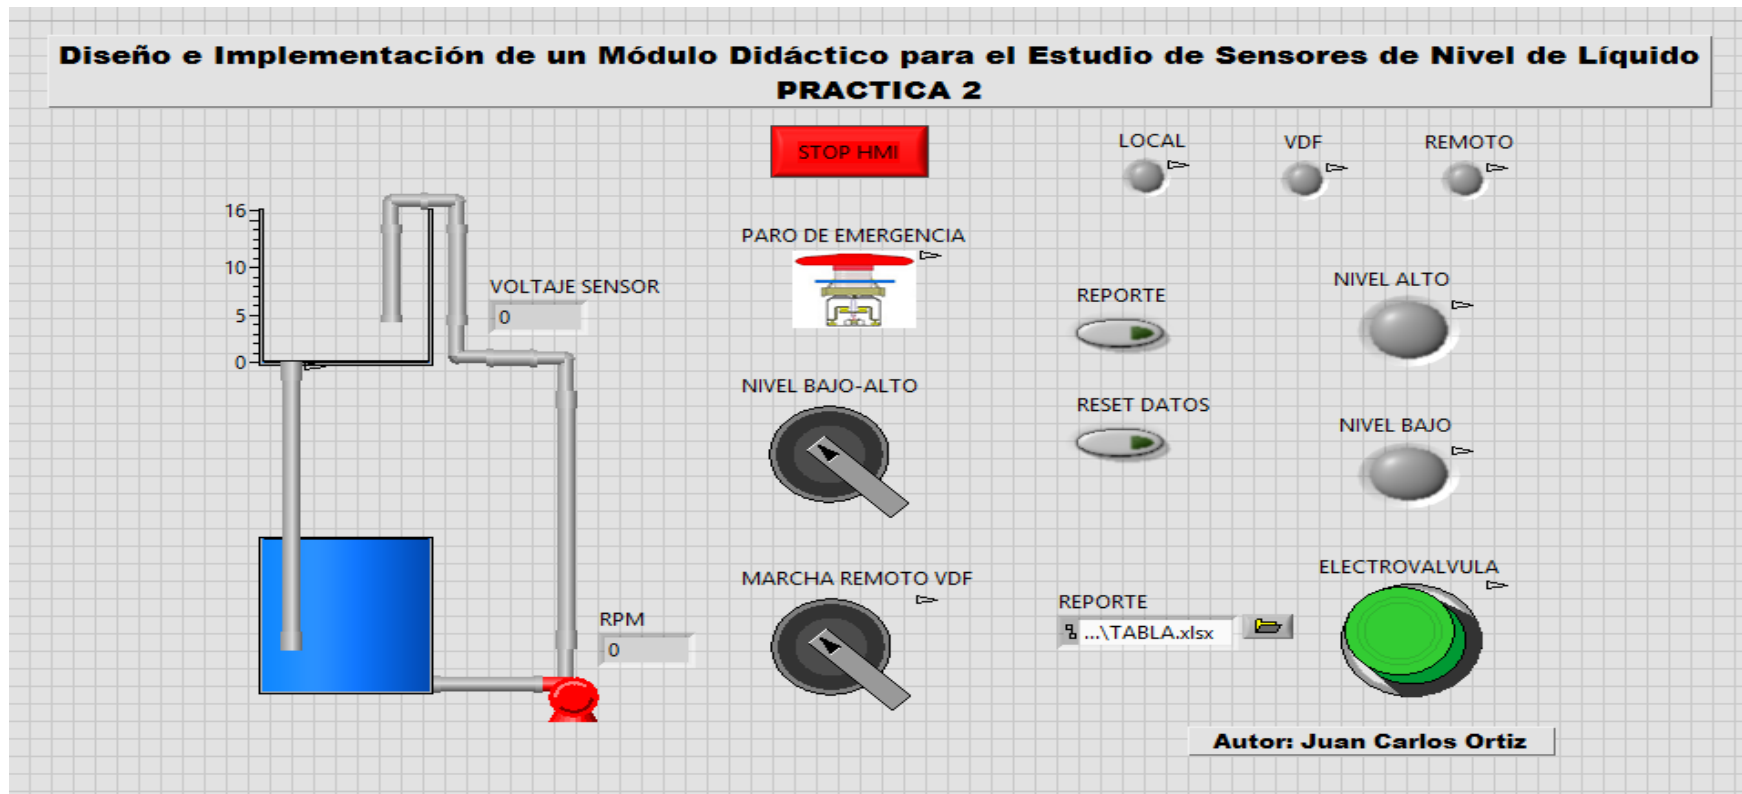 Diseño e Implementación de un Módulo Didáctico para el Estudio de Sensores de Nivel de Líquido
PRACTICA 2
STOP HMI
LOCAL
VDF
REMOTO
16
10
5
0
VOLTAJE SENSOR
0
PARO DE EMERGENCIA
REPORTE
NIVEL ALTO
NIVEL BAJO-ALTO
RESET DATOS
NIVEL BAJO
MARCHA REMOTO VDF
RPM
0
REPORTE
...\TABLA.xlsx
ELECTROVALVULA
Autor: Juan Carlos Ortiz